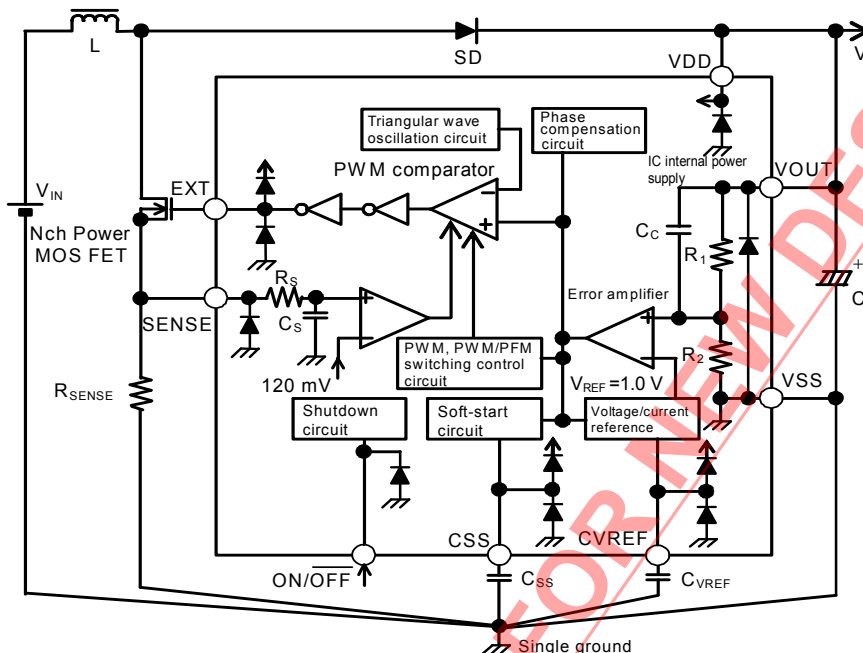 L
SD
V
VDD
Triangular wave
oscillation circuit
Phase
compensation
circuit
IC internal power
supply
PWM comparator
VIN
EXT
VOUT
Nch Power
MOS FET
CC
R1
+
C
RS
SENSE
CS
+
−
−
+
Error amplifier
+
−
R2
120 mV
PWM, PWM/PFM
switching control
circuit
VREF =1.0 V
VSS
RSENSE
Shutdown
circuit
Soft-start
circuit
Voltage/current
reference
CSS
CVREF
ON/OFF
CSS
CVREF
Single ground
FOR NEW DES